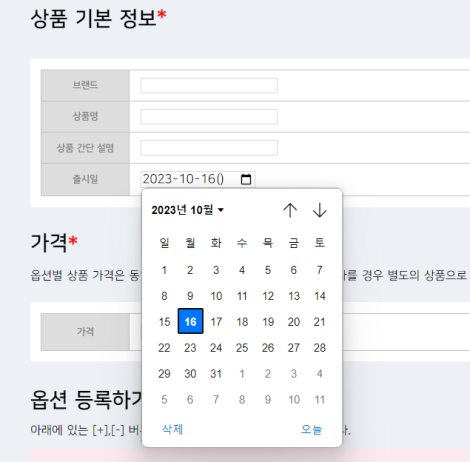 상품 기본 정보*
브랜드
상품명
상품 간단 설명
출시일 2023-10-16()
2023년 10월
일 월 화 수 목 금 토
1 2 3 4 5 6 7
8 9 10 11 12 13 14
15 16 17 18 19 20 21
22 23 24 25 26 27 28
29 30 31 1 2 3 4
5 6 7 8 9 10 11
삭제 오늘
가격*
옵션별 상품 가격은 동 를 경우 별도의 상품으로
가격
옵션 등록하기
아래에 있는 [+],[-] 버 다.